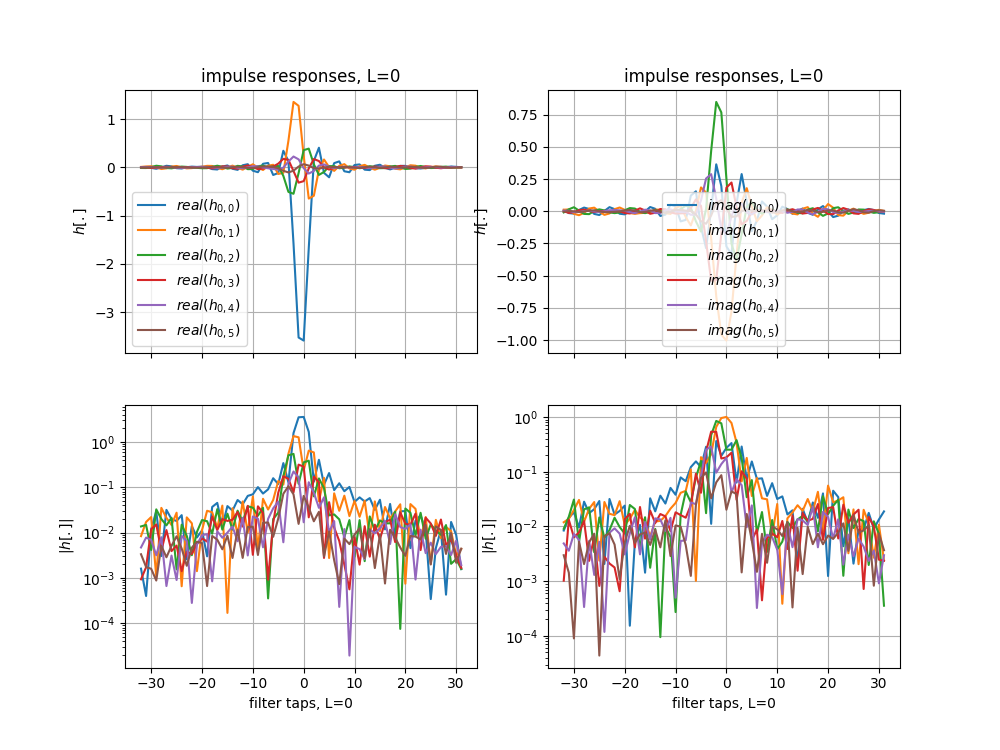 impulse responses, L=0
1
0
−1
−2
−3
h[.]
real(h0,0)
real(h0,1)
real(h0,2)
real(h0,3)
real(h0,4)
real(h0,5)
impulse responses, L=0
0.75
0.50
0.25
0.00
−0.25
−0.50
−0.75
−1.00
h[.]
imag(h0,0)
imag(h0,1)
imag(h0,2)
imag(h0,3)
imag(h0,4)
imag(h0,5)
10^0
10^−1
10^−2
10^−3
10^−4
|h[.]|
−30 −20 −10 0 10 20 30
filter taps, L=0
10^0
10^−1
10^−2
10^−3
10^−4
|h[.]|
−30 −20 −10 0 10 20 30
filter taps, L=0